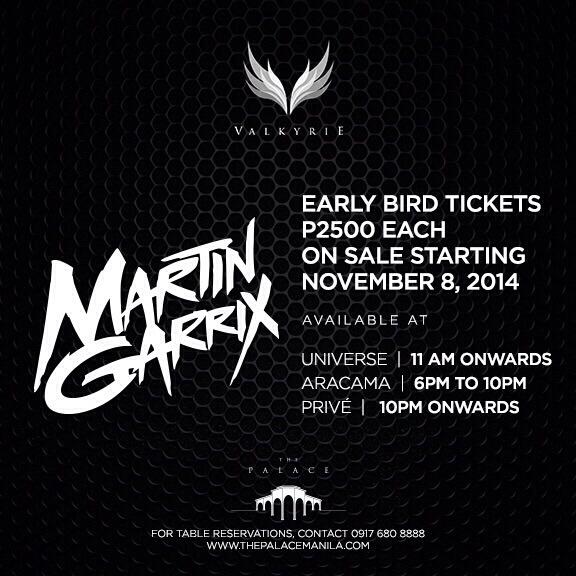 VALKYRIE
MARTIN
GARRIX
EARLY BIRD TICKETS
P2500 EACH
ON SALE STARTING
NOVEMBER 8, 2014
AVAILABLE AT
UNIVERSE | 11 AM ONWARDS
ARACAMA | 6PM TO 10PM
PRIVÉ | 10PM ONWARDS
THE
PALACE
FOR TABLE RESERVATIONS, CONTACT 0917 680 8888
WWW.THEPALACEMANILA.COM